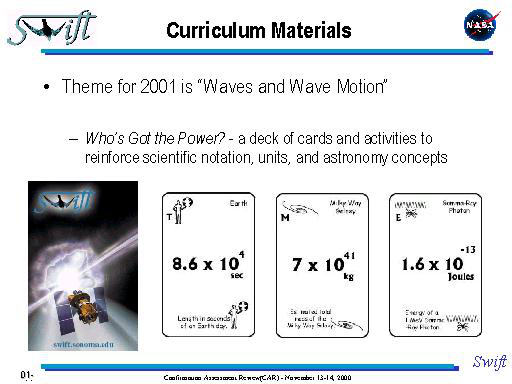 Swift
Curriculum Materials
NASA
• Theme for 2001 is “Waves and Wave Motion”
– Who's Got the Power? - a deck of cards and activities to
reinforce scientific notation, units, and astronomy concepts
Swift
swift.sonoma.edu
Earth
T
8.6 x 10^4
sec
Length in seconds
of an Earth day.
Milky Way
Galaxy
M
7 x 10^41
kg
Estimated total
mass of the
Milky Way Galaxy
Gamma-Ray
Photon
E
1.6 x 10^-13
Joules
Energy of a
1 MeV Gamma
-Ray Photon.
Swift
01-
Confirmation Assessment Review(CAR) - November 13-14, 2000